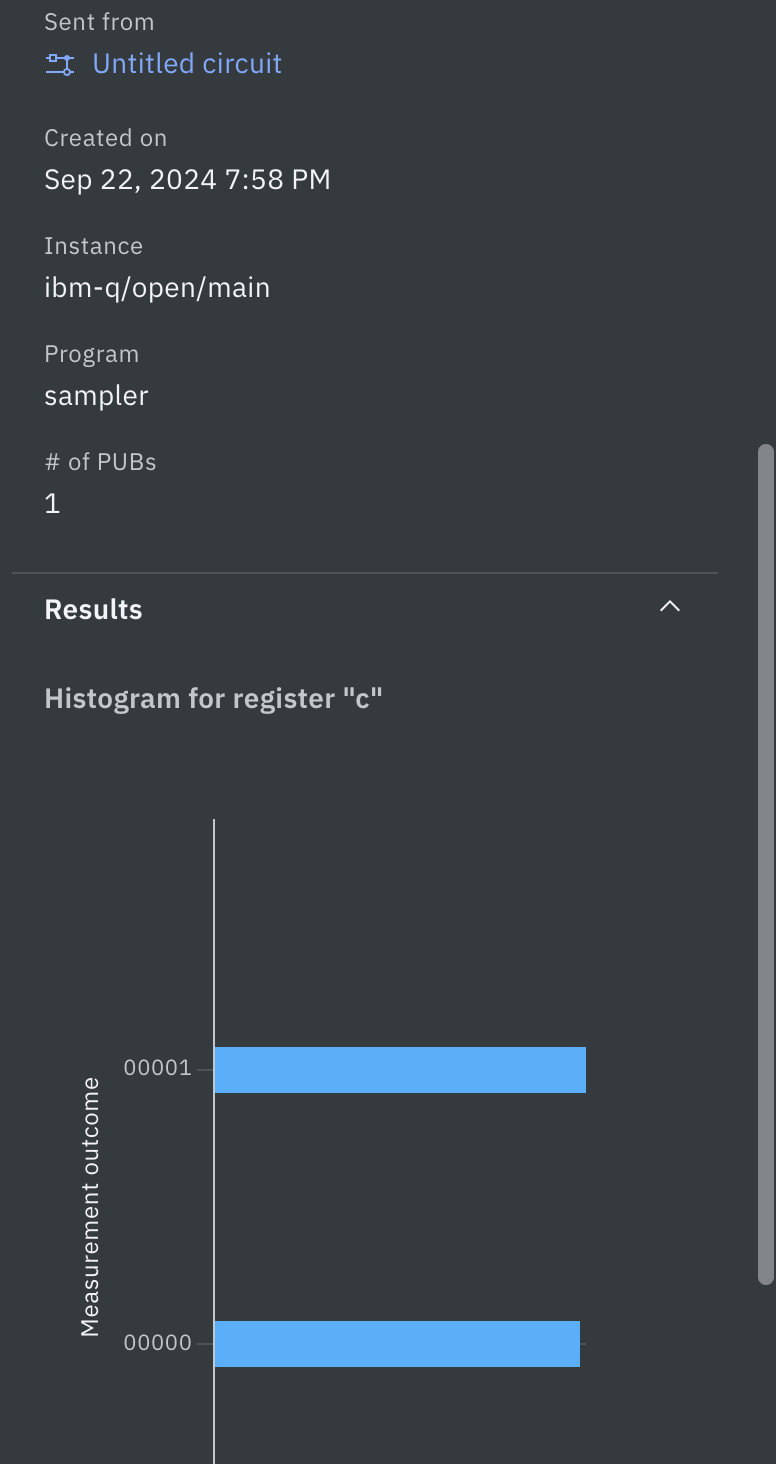 Sent from
Untitled circuit
Created on
Sep 22, 2024 7:58 PM
Instance
ibm-q/open/main
Program
sampler
# of PUBs
1
Results
Histogram for register "c"
Measurement outcome
00001
00000